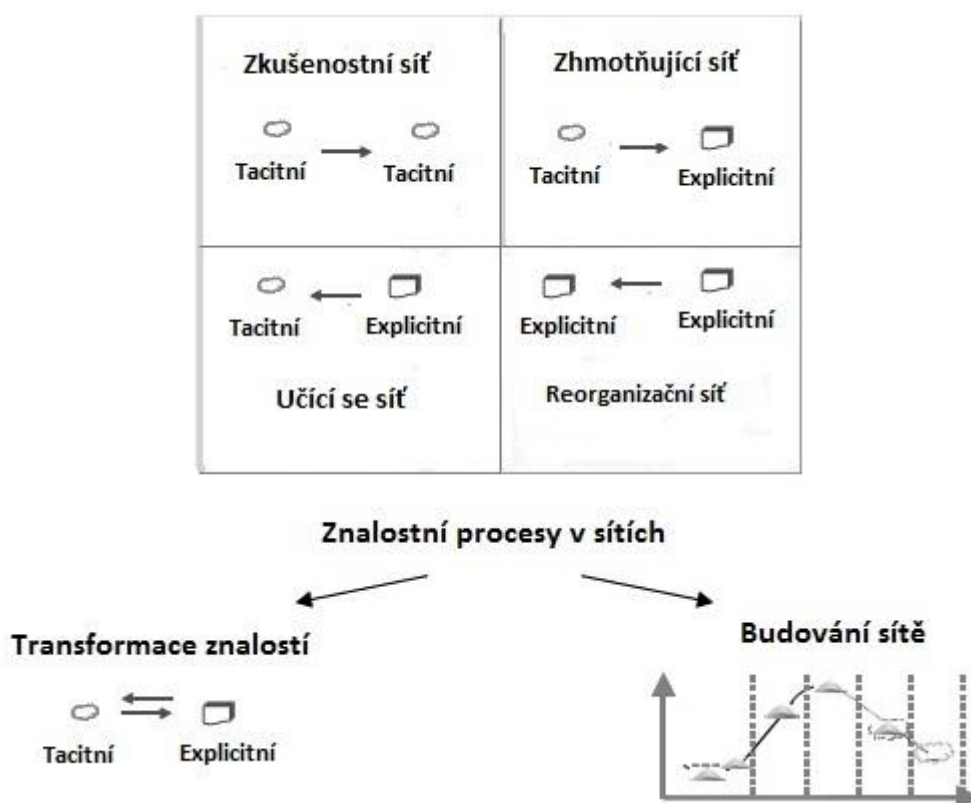 Zkušenostní síť
Zhmotňující síť
Tacitní
Tacitní
Tacitní
Explicitní
Tacitní
Explicitní
Explicitní
Explicitní
Učící se síť
Reorganizační síť
Znalostní procesy v sítích
Transformace znalostí
Budování sítě
Tacitní
Explicitní